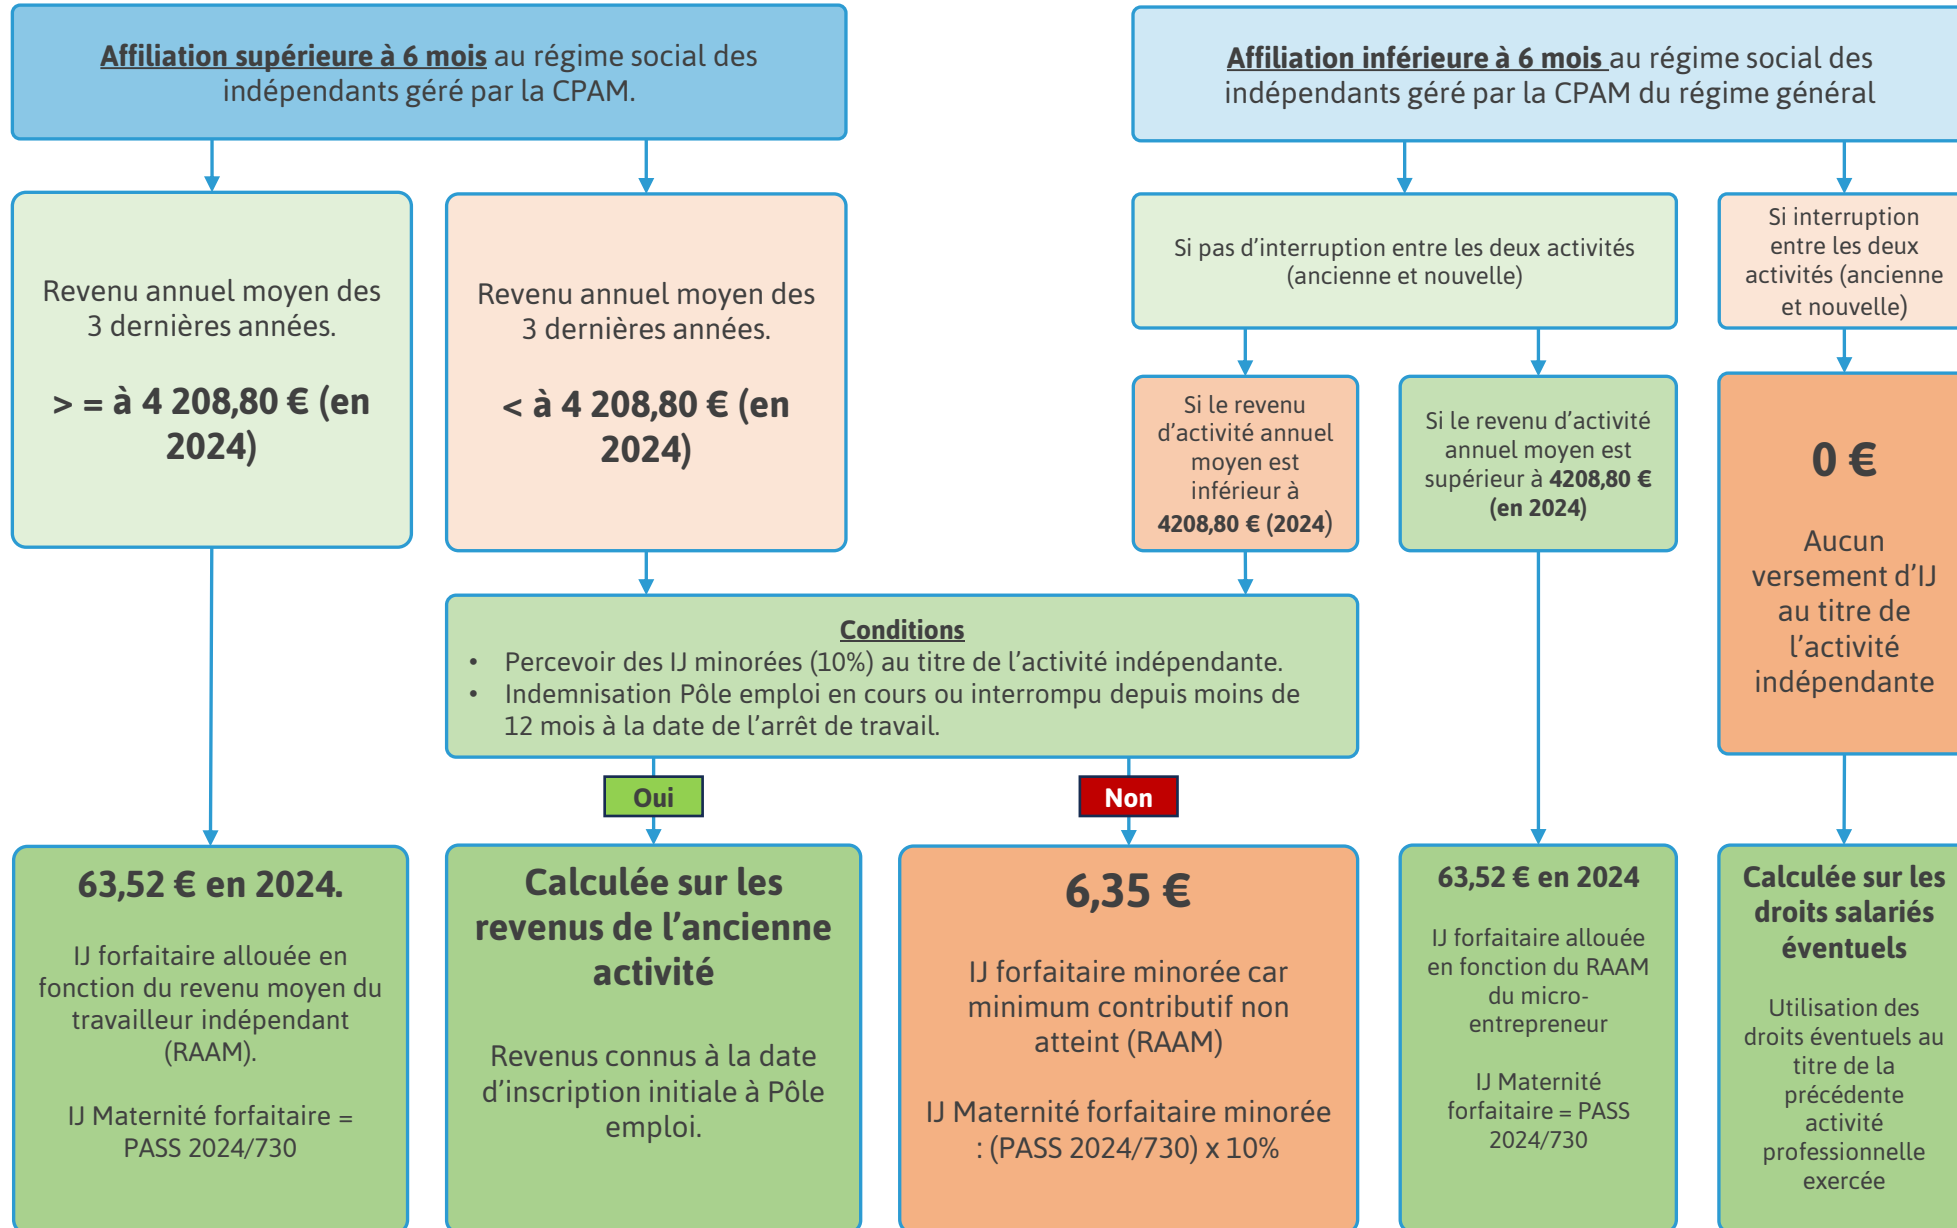 Affiliation supérieure à 6 mois au régime social des
indépendants géré par la CPAM.
Affiliation inférieure à 6 mois au régime social des
indépendants géré par la CPAM du régime général
Revenu annuel moyen des
3 dernières années.
> = à 4 208,80 € (en
2024)
Revenu annuel moyen des
3 dernières années.
< à 4 208,80 € (en
2024)
Si pas d’interruption entre les deux activités
(ancienne et nouvelle)
Si interruption
entre les deux
activités (ancienne
et nouvelle)
Si le revenu
d’activité annuel
moyen est
inférieur à
4208,80 € (2024)
Si le revenu d’activité
annuel moyen est
supérieur à 4208,80 €
(en 2024)
0 €
Aucun
versement d’IJ
au titre de
l’activité
indépendante
Conditions
• Percevoir des IJ minorées (10%) au titre de l’activité indépendante.
• Indemnisation Pôle emploi en cours ou interrompu depuis moins de
12 mois à la date de l’arrêt de travail.
Oui
Non
63,52 € en 2024.
IJ forfaitaire allouée en
fonction du revenu moyen du
travailleur indépendant
(RAAM).
IJ Maternité forfaitaire =
PASS 2024/730
Calculée sur les
revenus de l’ancienne
activité
Revenus connus à la date
d’inscription initiale à Pôle
emploi.
6,35 €
IJ forfaitaire minorée car
minimum contributif non
atteint (RAAM)
IJ Maternité forfaitaire minorée
: (PASS 2024/730) x 10%
63,52 € en 2024
IJ forfaitaire allouée
en fonction du RAAM
du micro-
entrepreneur
IJ Maternité
forfaitaire = PASS
2024/730
Calculée sur les
droits salariés
éventuels
Utilisation des
droits éventuels au
titre de la
précédente
activité
professionnelle
exercée